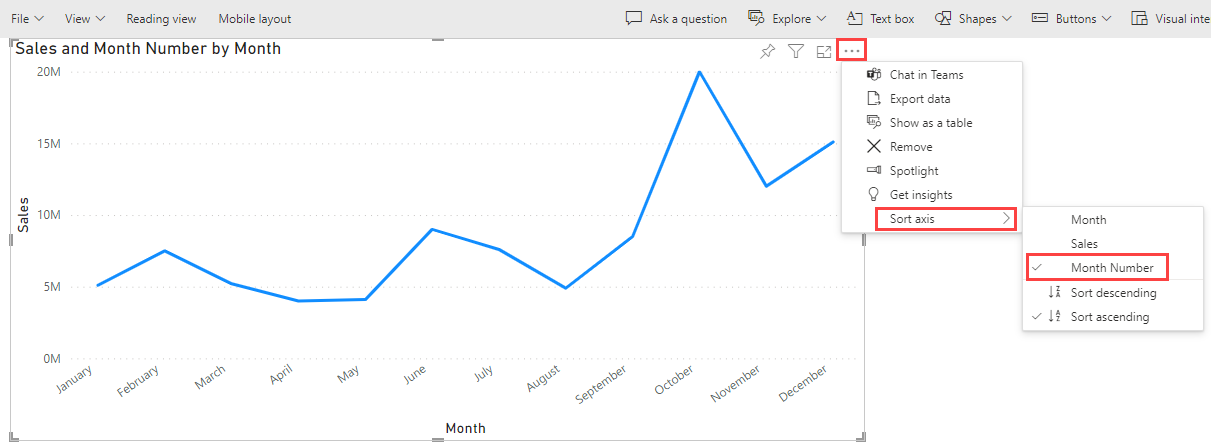 File View Reading view Mobile layout Ask a question Explore Text box Shapes Buttons Visual inte
Sales and Month Number by Month
20M
15M
10M
5M
0M
Sales
January February March April May June July August September October November December
Month
Chat in Teams
Export data
Show as a table
Remove
Spotlight
Get insights
Sort axis
Month
Sales
Month Number
Sort descending
Sort ascending